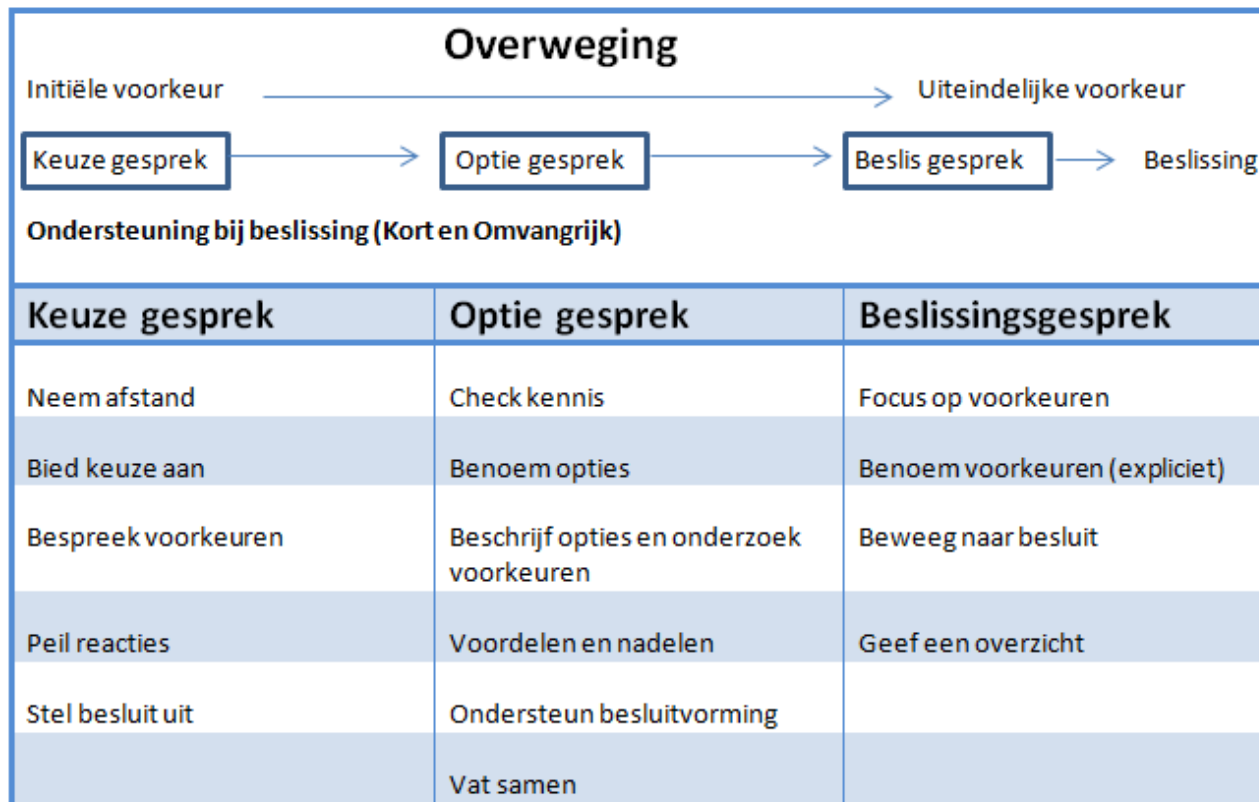 Overweging
Initiële voorkeur Uiteindelijke voorkeur
Keuze gesprek Optie gesprek Beslis gesprek Beslissing
Ondersteuning bij beslissing (Kort en Omvangrijk)
Keuze gesprek Optie gesprek Beslissingsgesprek
Neem afstand Check kennis Focus op voorkeuren
Bied keuze aan Benoem opties Benoem voorkeuren (expliciet)
Bespreek voorkeuren Beschrijf opties en onderzoek Beweeg naar besluit
voorkeuren
Peil reacties Voordelen en nadelen Geef een overzicht
Stel besluit uit Ondersteun besluitvorming
Vat samen